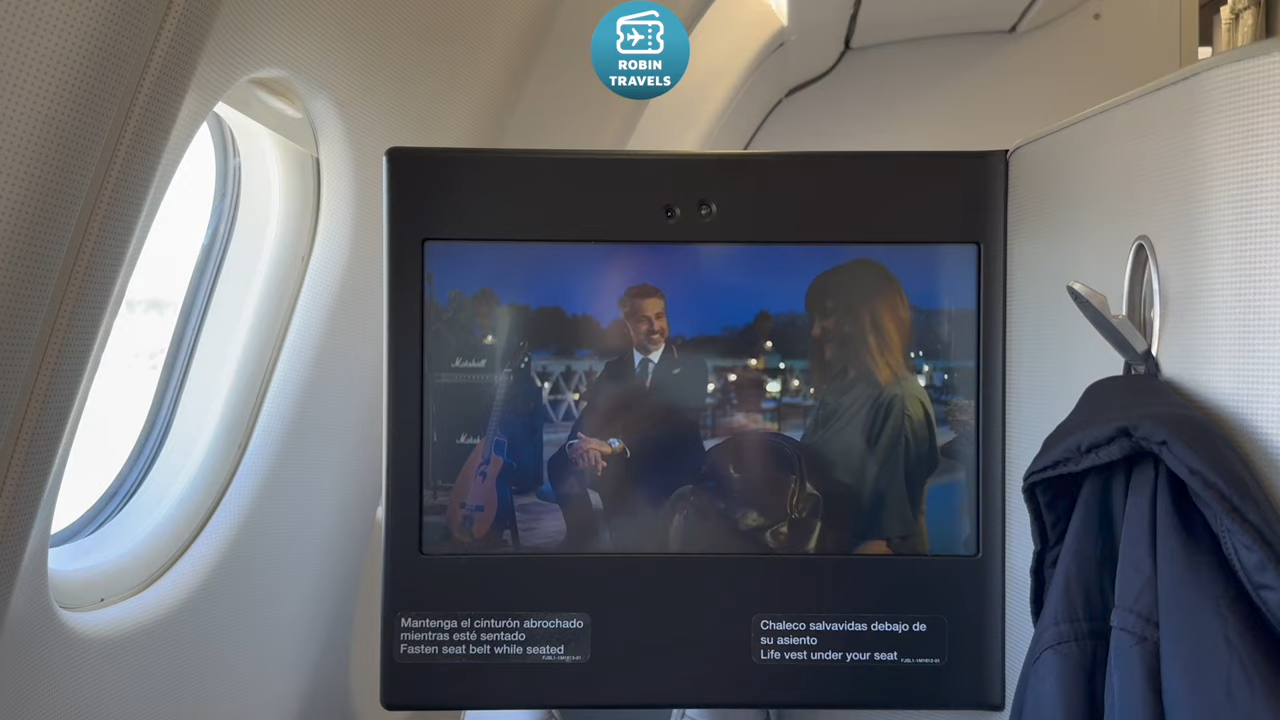 ROBIN
TRAVELS
Marshall
Mantenga el cinturón abrochado
mientras esté sentado
Fasten seat belt while seated
Chaleco salvavidas debajo de
su asiento
Life vest under your seat